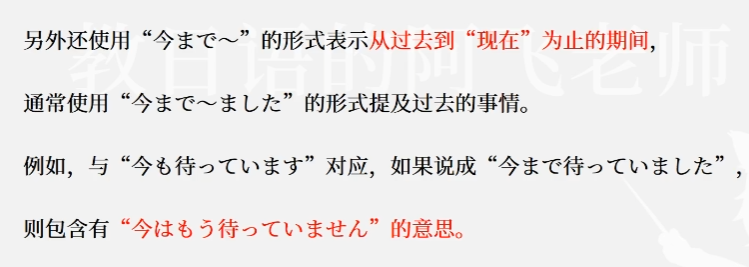 另外还使用“今まで～”的形式表示从过去到“现在”为止的期间，
通常使用“今まで～ました”的形式提及过去的事情。
例如，与“今も待っています”对应，如果说成“今まで待っていました”，
则包含有“今はもう待っていません”的意思。
教日语的阿飞老师